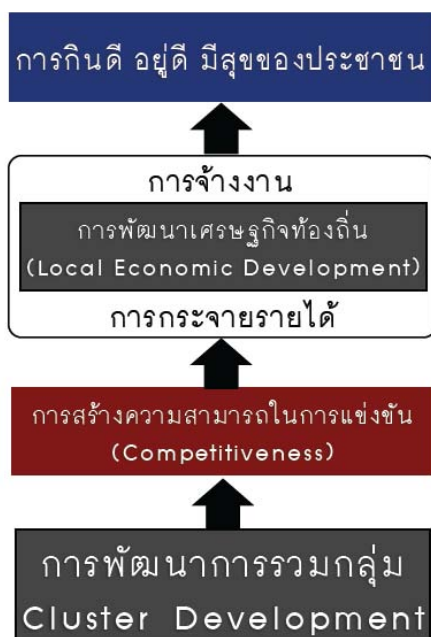 การกินดี อยู่ดี มีสุขของประชาชน
การจ้างงาน
การพัฒนาเศรษฐกิจท้องถิ่น
(Local Economic Development)
การกระจายรายได้
การสร้างความสามารถในการแข่งขัน
(Competitiveness)
การพัฒนาการรวมกลุ่ม
Cluster Development